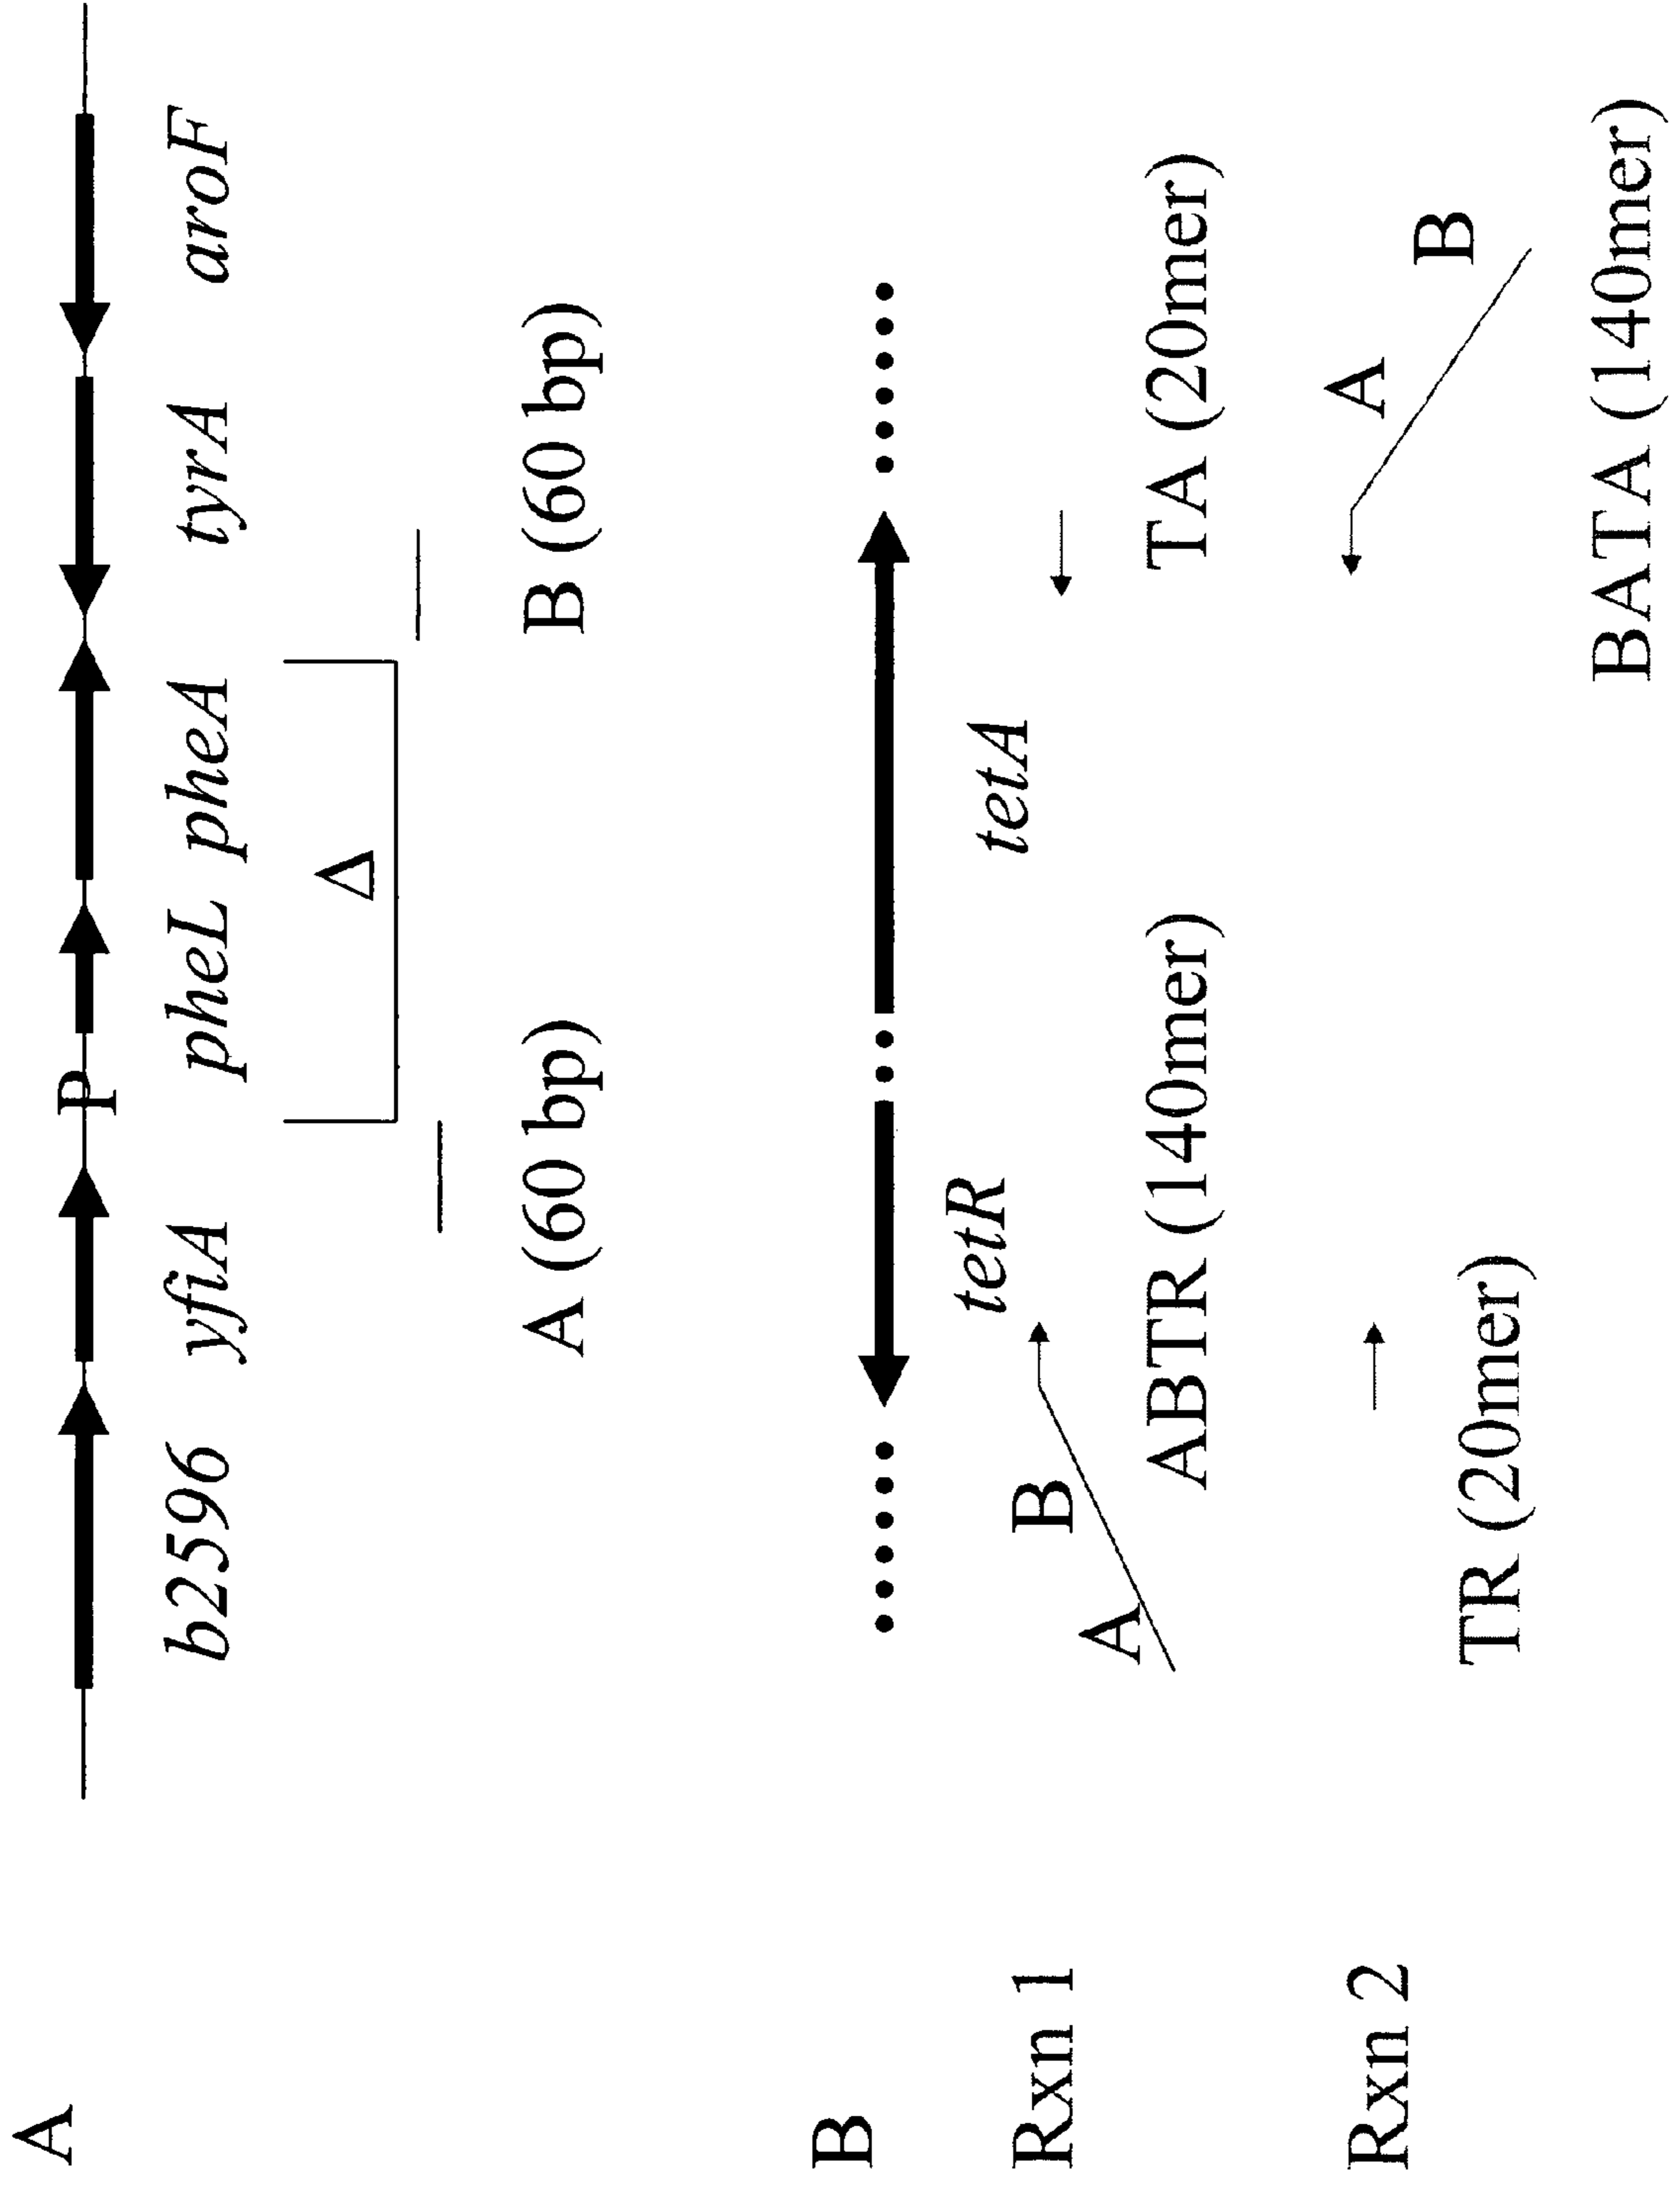 A
P
b2596 yfiA pheL pheA tyrA aroF
Δ
A (60 bp) B (60 bp)
B
tetR tetA
Rxn 1
A B
ABTR (140mer) TA (20mer)
Rxn 2
A B
TR (20mer)
BATA (140mer)